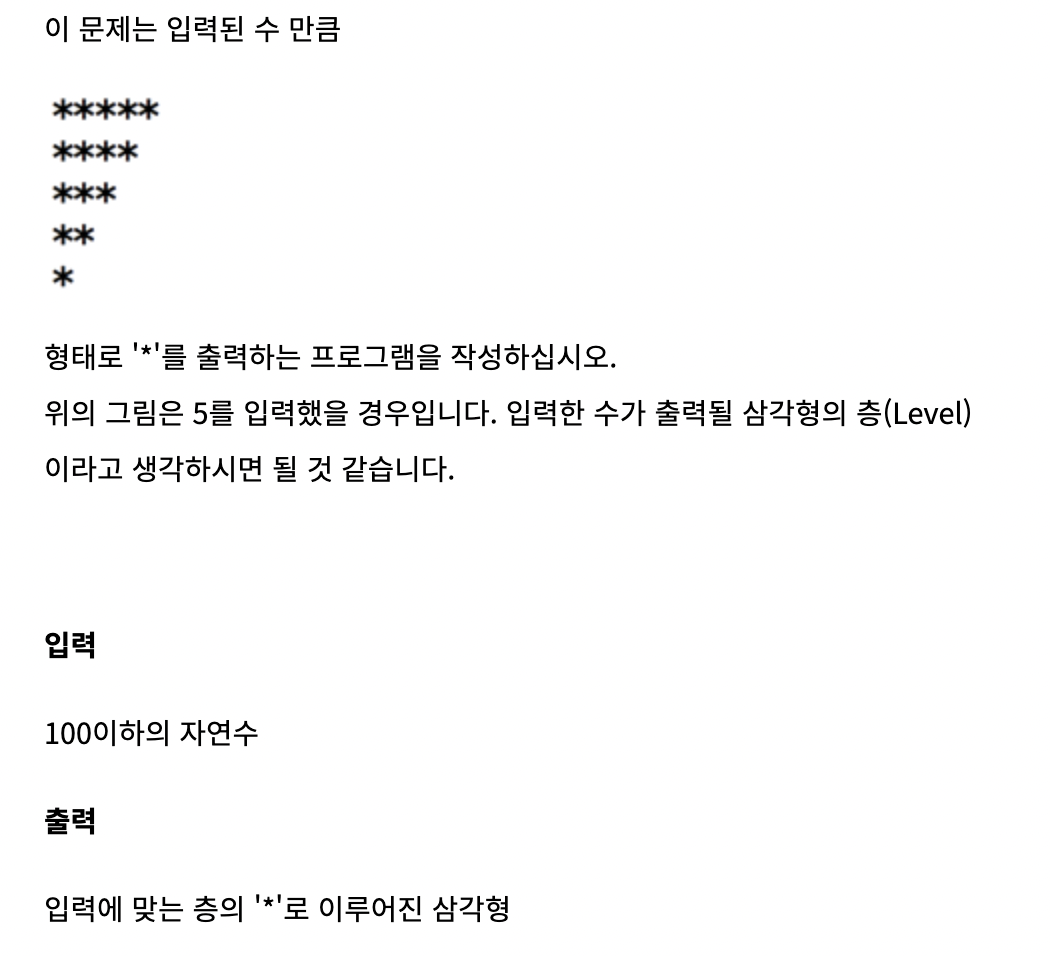 이 문제는 입력된 수 만큼
*****
****
***
**
*
형태로 '*'를 출력하는 프로그램을 작성하십시오.
위의 그림은 5를 입력했을 경우입니다. 입력한 수가 출력될 삼각형의 층(Level)
이라고 생각하시면 될 것 같습니다.
입력
100이하의 자연수
출력
입력에 맞는 층의 '*'로 이루어진 삼각형